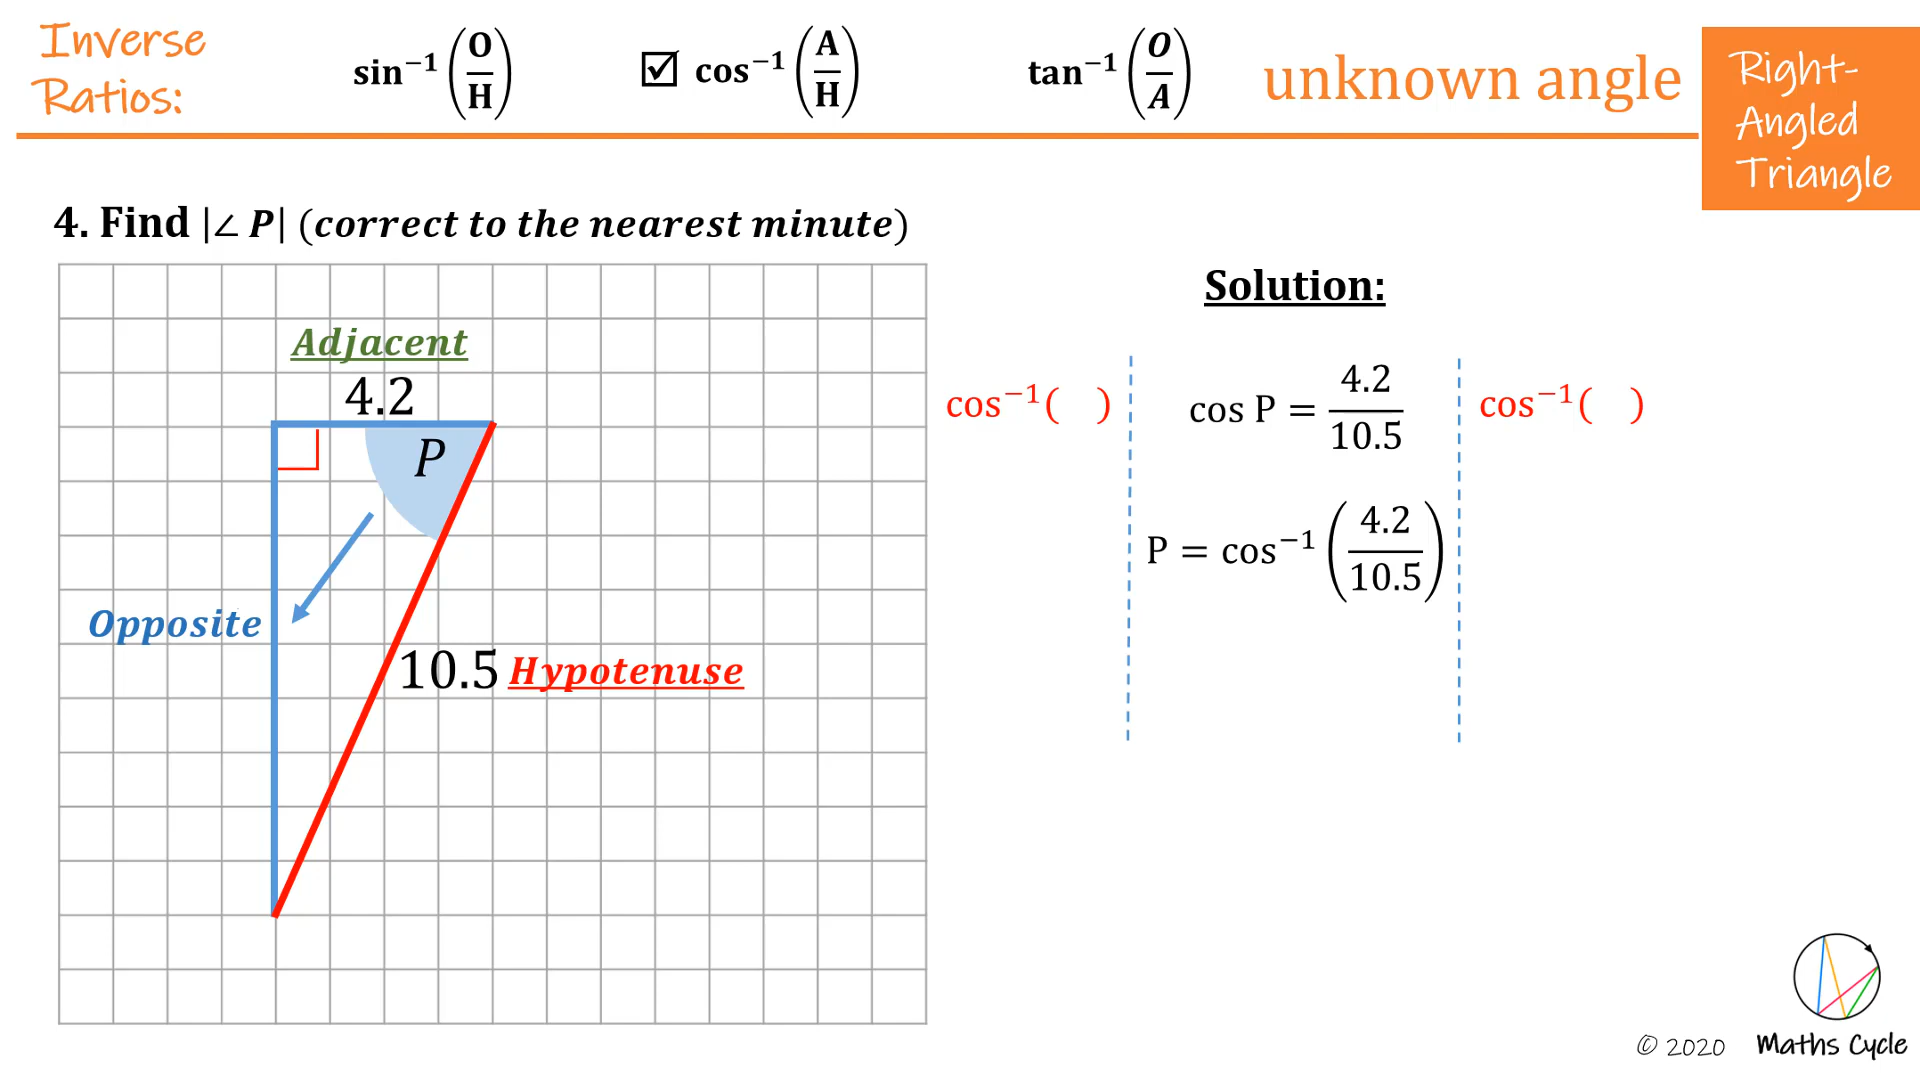 Inverse
Ratios:
sin⁻¹(O/H)
☑ cos⁻¹(A/H)
tan⁻¹(O/A)
unknown angle
Right-
Angled
Triangle
4. Find |∠ P| (correct to the nearest minute)
Adjacent
4.2
P
Opposite
10.5 Hypotenuse
Solution:
cos⁻¹( )
cos P = 4.2/10.5
cos⁻¹( )
P = cos⁻¹(4.2/10.5)
© 2020 Maths Cycle